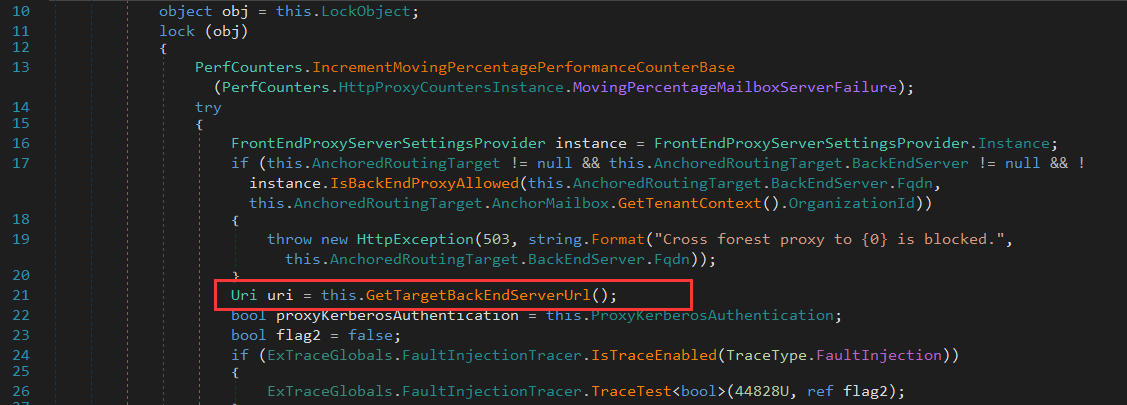 10 object obj = this.LockObject;
11 lock (obj)
12 {
13 PerfCounters.IncrementMovingPercentagePerformanceCounterBase
(PerfCounters.HttpProxyCountersInstance.MovingPercentageMailboxServerFailure);
14 try
15 {
16 FrontEndProxyServerSettingsProvider instance = FrontEndProxyServerSettingsProvider.Instance;
17 if (this.AnchoredRoutingTarget != null && this.AnchoredRoutingTarget.BackEndServer != null && !
instance.IsBackEndProxyAllowed(this.AnchoredRoutingTarget.BackEndServer.Fqdn,
this.AnchoredRoutingTarget.AnchorMailbox.GetTenantContext().OrganizationId))
18 {
19 throw new HttpException(503, string.Format("Cross forest proxy to {0} is blocked.",
this.AnchoredRoutingTarget.BackEndServer.Fqdn));
20 }
21 Uri uri = this.GetTargetBackEndServerUrl();
22 bool proxyKerberosAuthentication = this.ProxyKerberosAuthentication;
23 bool flag2 = false;
24 if (ExTraceGlobals.FaultInjectionTracer.IsTraceEnabled(TraceType.FaultInjection))
25 {
26 ExTraceGlobals.FaultInjectionTracer.TraceTest<bool>(44828U, ref flag2);